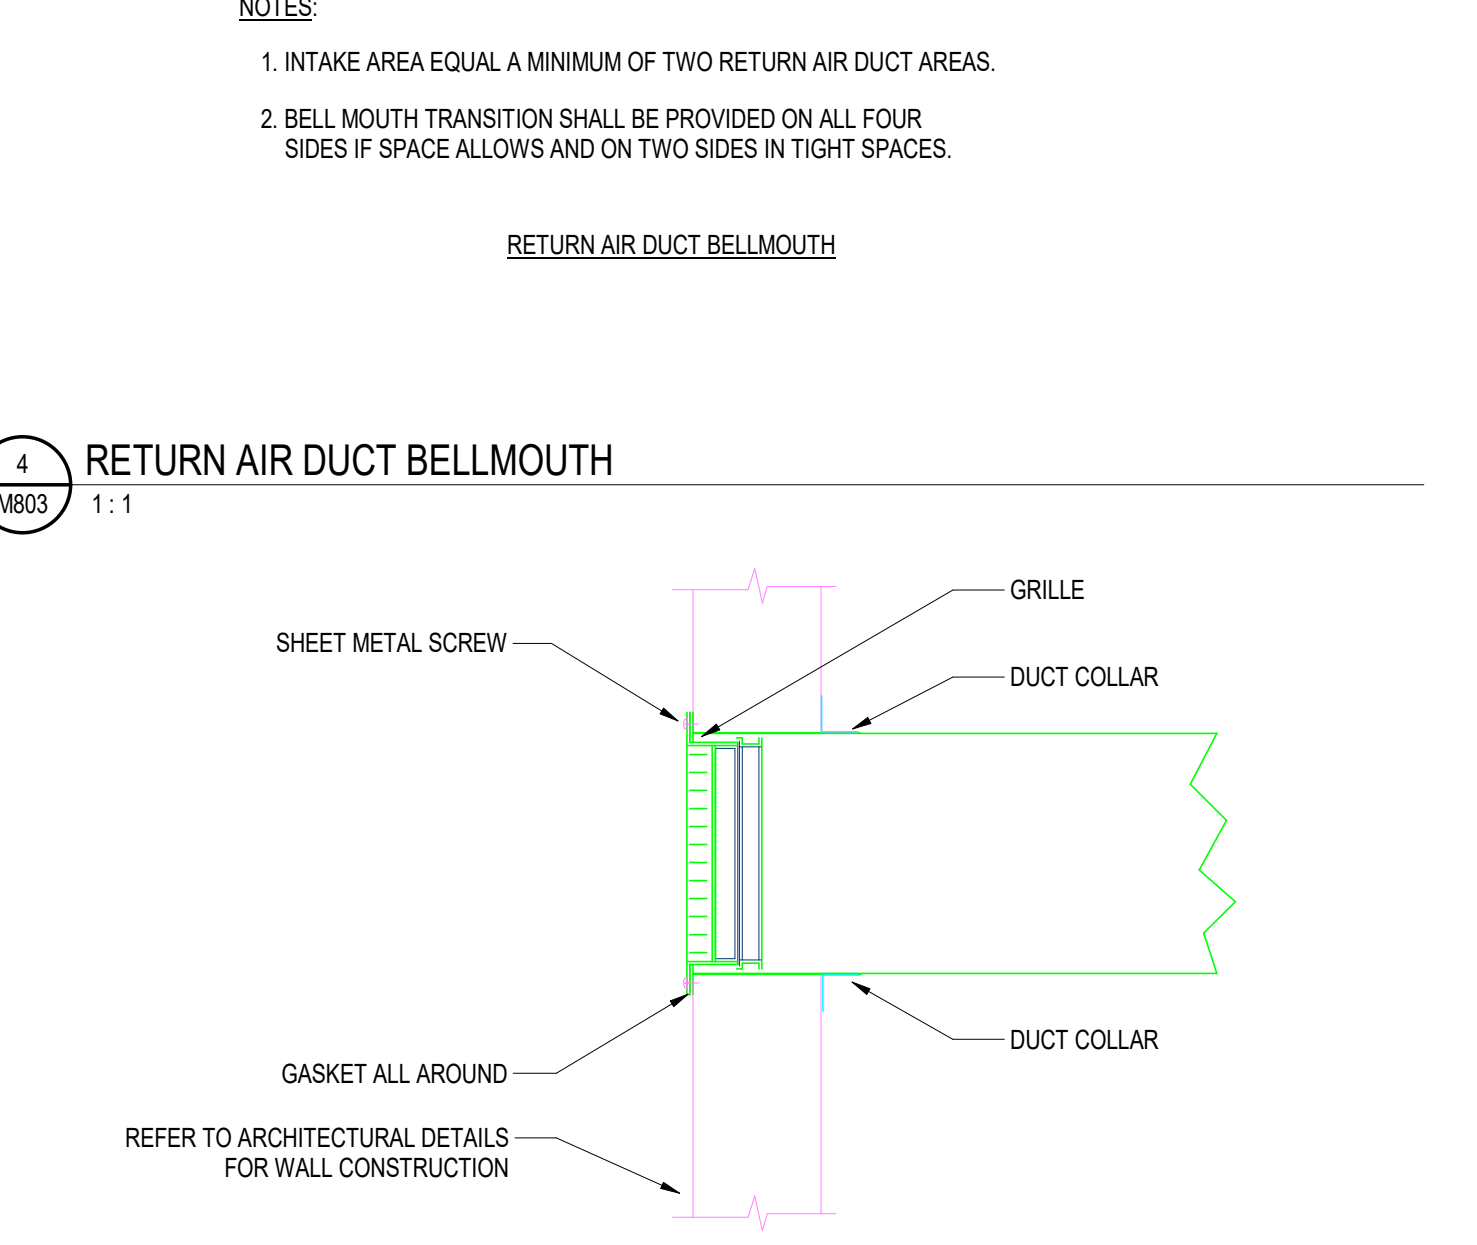 NOTES:
1. INTAKE AREA EQUAL A MINIMUM OF TWO RETURN AIR DUCT AREAS.
2. BELL MOUTH TRANSITION SHALL BE PROVIDED ON ALL FOUR
SIDES IF SPACE ALLOWS AND ON TWO SIDES IN TIGHT SPACES.
RETURN AIR DUCT BELLMOUTH
4
M803
RETURN AIR DUCT BELLMOUTH
1 : 1
GRILLE
SHEET METAL SCREW
DUCT COLLAR
DUCT COLLAR
GASKET ALL AROUND
REFER TO ARCHITECTURAL DETAILS
FOR WALL CONSTRUCTION